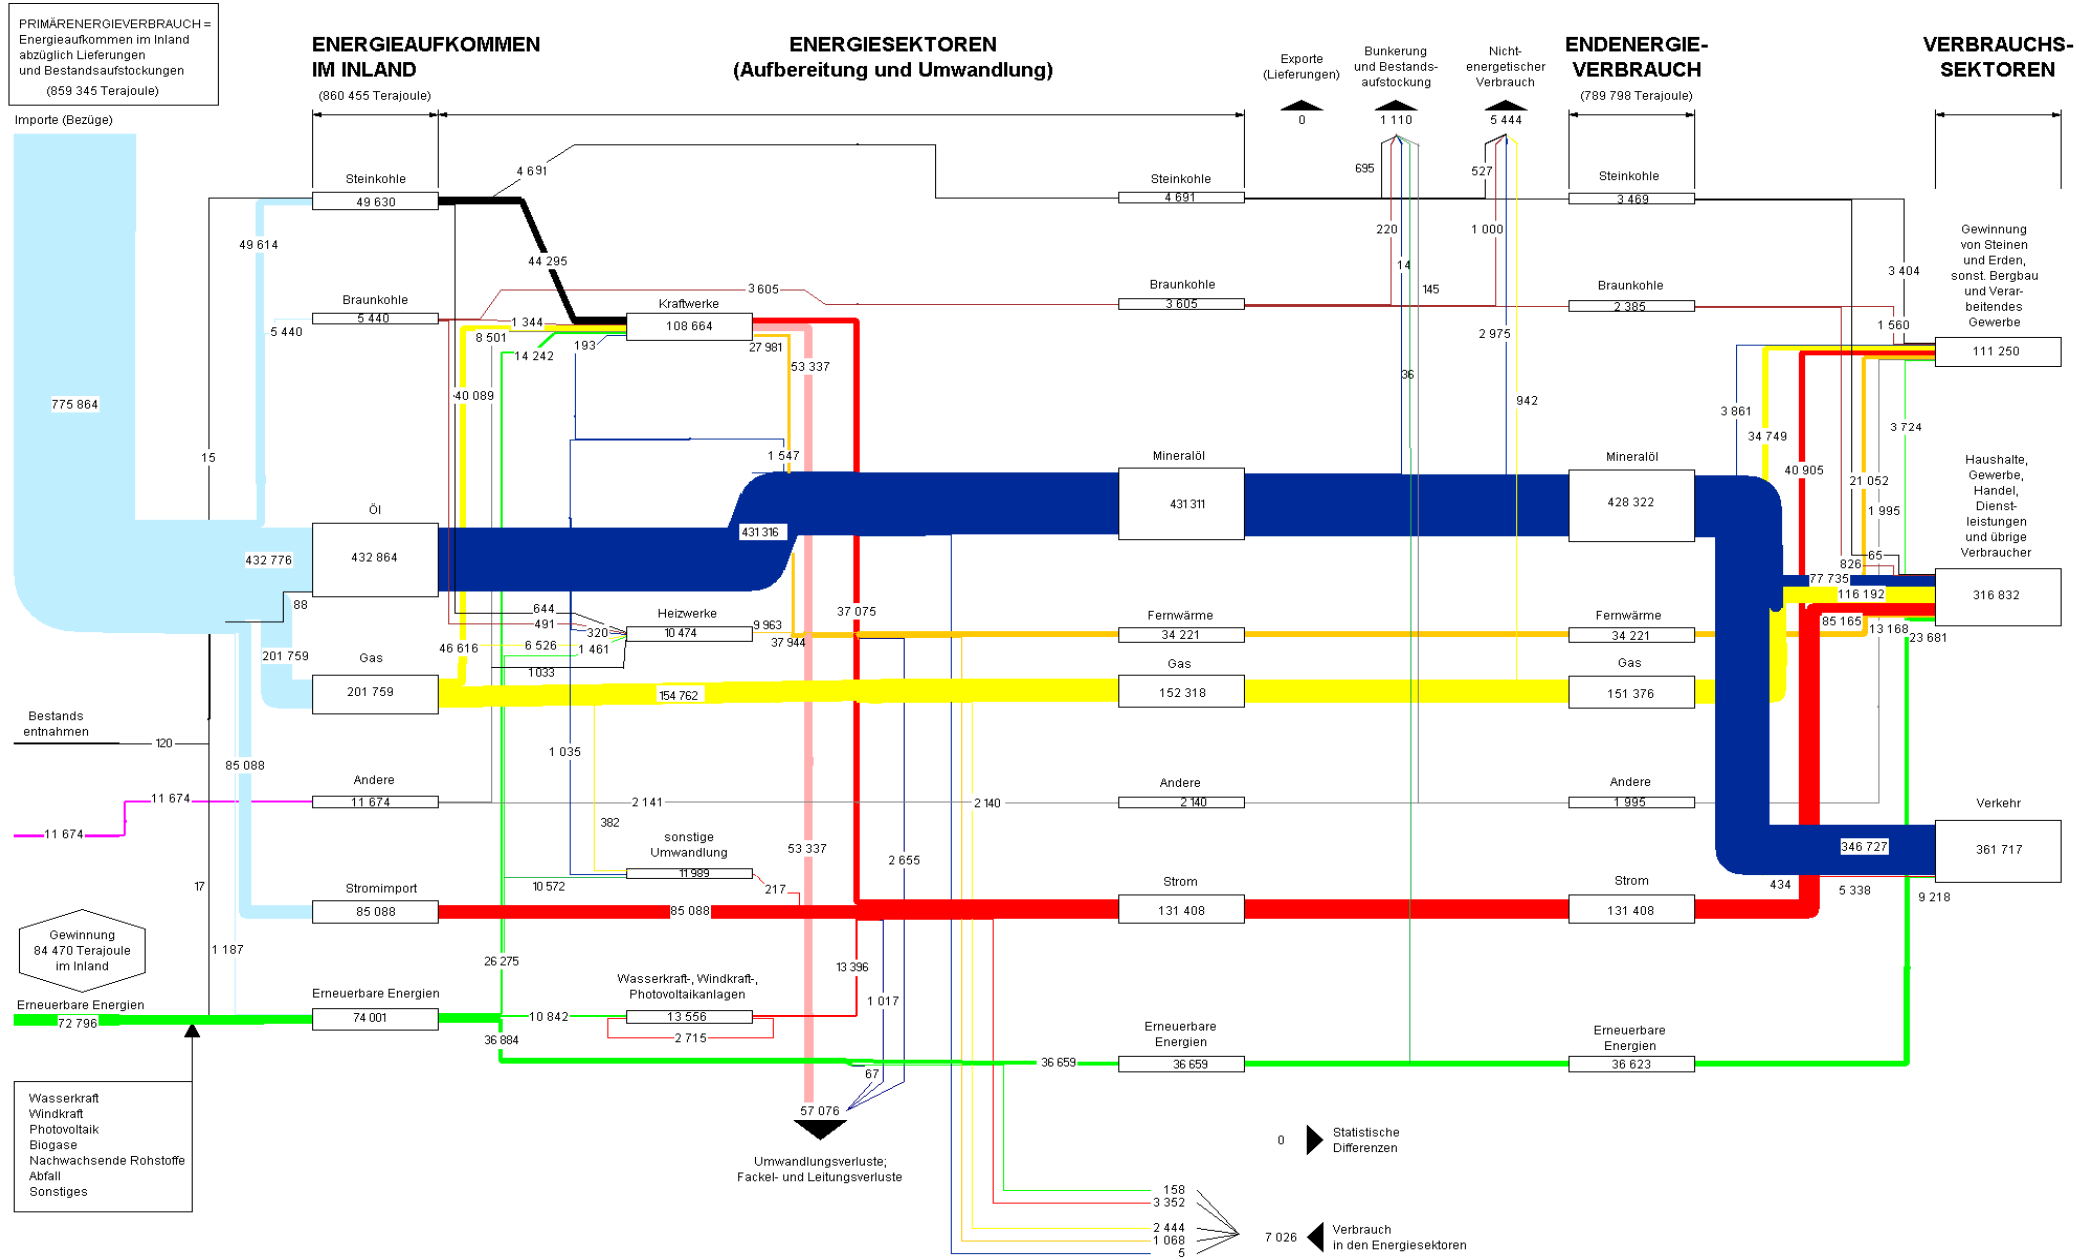 PRIMÄRENERGIEVERBRAUCH =
Energieaufkommen im Inland
abzüglich Lieferungen
und Bestandsaufstockungen
(859 345 Terajoule)
ENERGIEAUFKOMMEN
IM INLAND
(860 455 Terajoule)
ENERGIESEKTOREN
(Aufbereitung und Umwandlung)
Exporte
(Lieferungen)
0
Bunkerung
und Bestands-
aufstockung
1 110
Nicht-
energetischer
Verbrauch
5 444
ENDENERGIE-
VERBRAUCH
(789 798 Terajoule)
VERBRAUCHS-
SEKTOREN
Importe (Bezüge)
4 691
695
527
Steinkohle
49 630
Steinkohle
4 691
Steinkohle
3 469
49 614
44 295
220
1 000
14
3 404
Gewinnung
von Steinen
und Erden,
sonst. Bergbau
und Verar-
beitendes
Gewerbe
111 250
Braunkohle
5 440
5 440
3 605
Braunkohle
3 605
145
Braunkohle
2 385
1 344
8 501
14 242
193
Kraftwerke
108 664
27 981
53 337
2 975
1 560
36
775 864
40 089
942
3 861
34 749
3 724
15
1 547
40 905
21 052
1 995
Öl
432 864
432 776
431 316
Mineralöl
431 311
Mineralöl
428 322
Haushalte,
Gewerbe,
Handel,
Dienst-
leistungen
und übrige
Verbraucher
316 832
65
826
77 735
116 192
85 165
13 168
23 681
88
644
491
320
46 616
6 526
1 461
1 033
Heizwerke
10 474
9 963
37 944
37 075
Fernwärme
34 221
Fernwärme
34 221
201 759
Gas
201 759
154 762
Gas
152 318
Gas
151 376
Bestands
entnahmen
120
85 088
1 035
11 674
11 674
Andere
11 674
2 141
2 140
Andere
2 140
Andere
1 995
Verkehr
361 717
382
sonstige
Umwandlung
11 989
53 337
2 655
346 727
17
10 572
217
434
5 338
9 218
Stromimport
85 088
85 088
Strom
131 408
Strom
131 408
Gewinnung
84 470 Terajoule
im Inland
1 187
26 275
13 396
1 017
Erneuerbare Energien
72 796
Erneuerbare Energien
74 001
10 842
36 884
Wasserkraft-, Windkraft-,
Photovoltaikanlagen
13 556
2 715
67
36 659
Erneuerbare
Energien
36 659
Erneuerbare
Energien
36 623
Wasserkraft
Windkraft
Photovoltaik
Biogase
Nachwachsende Rohstoffe
Abfall
Sonstiges
57 076
Umwandlungsverluste;
Fackel- und Leitungsverluste
0
Statistische
Differenzen
158
3 352
2 444
1 068
5
7 026
Verbrauch
in den Energiesektoren